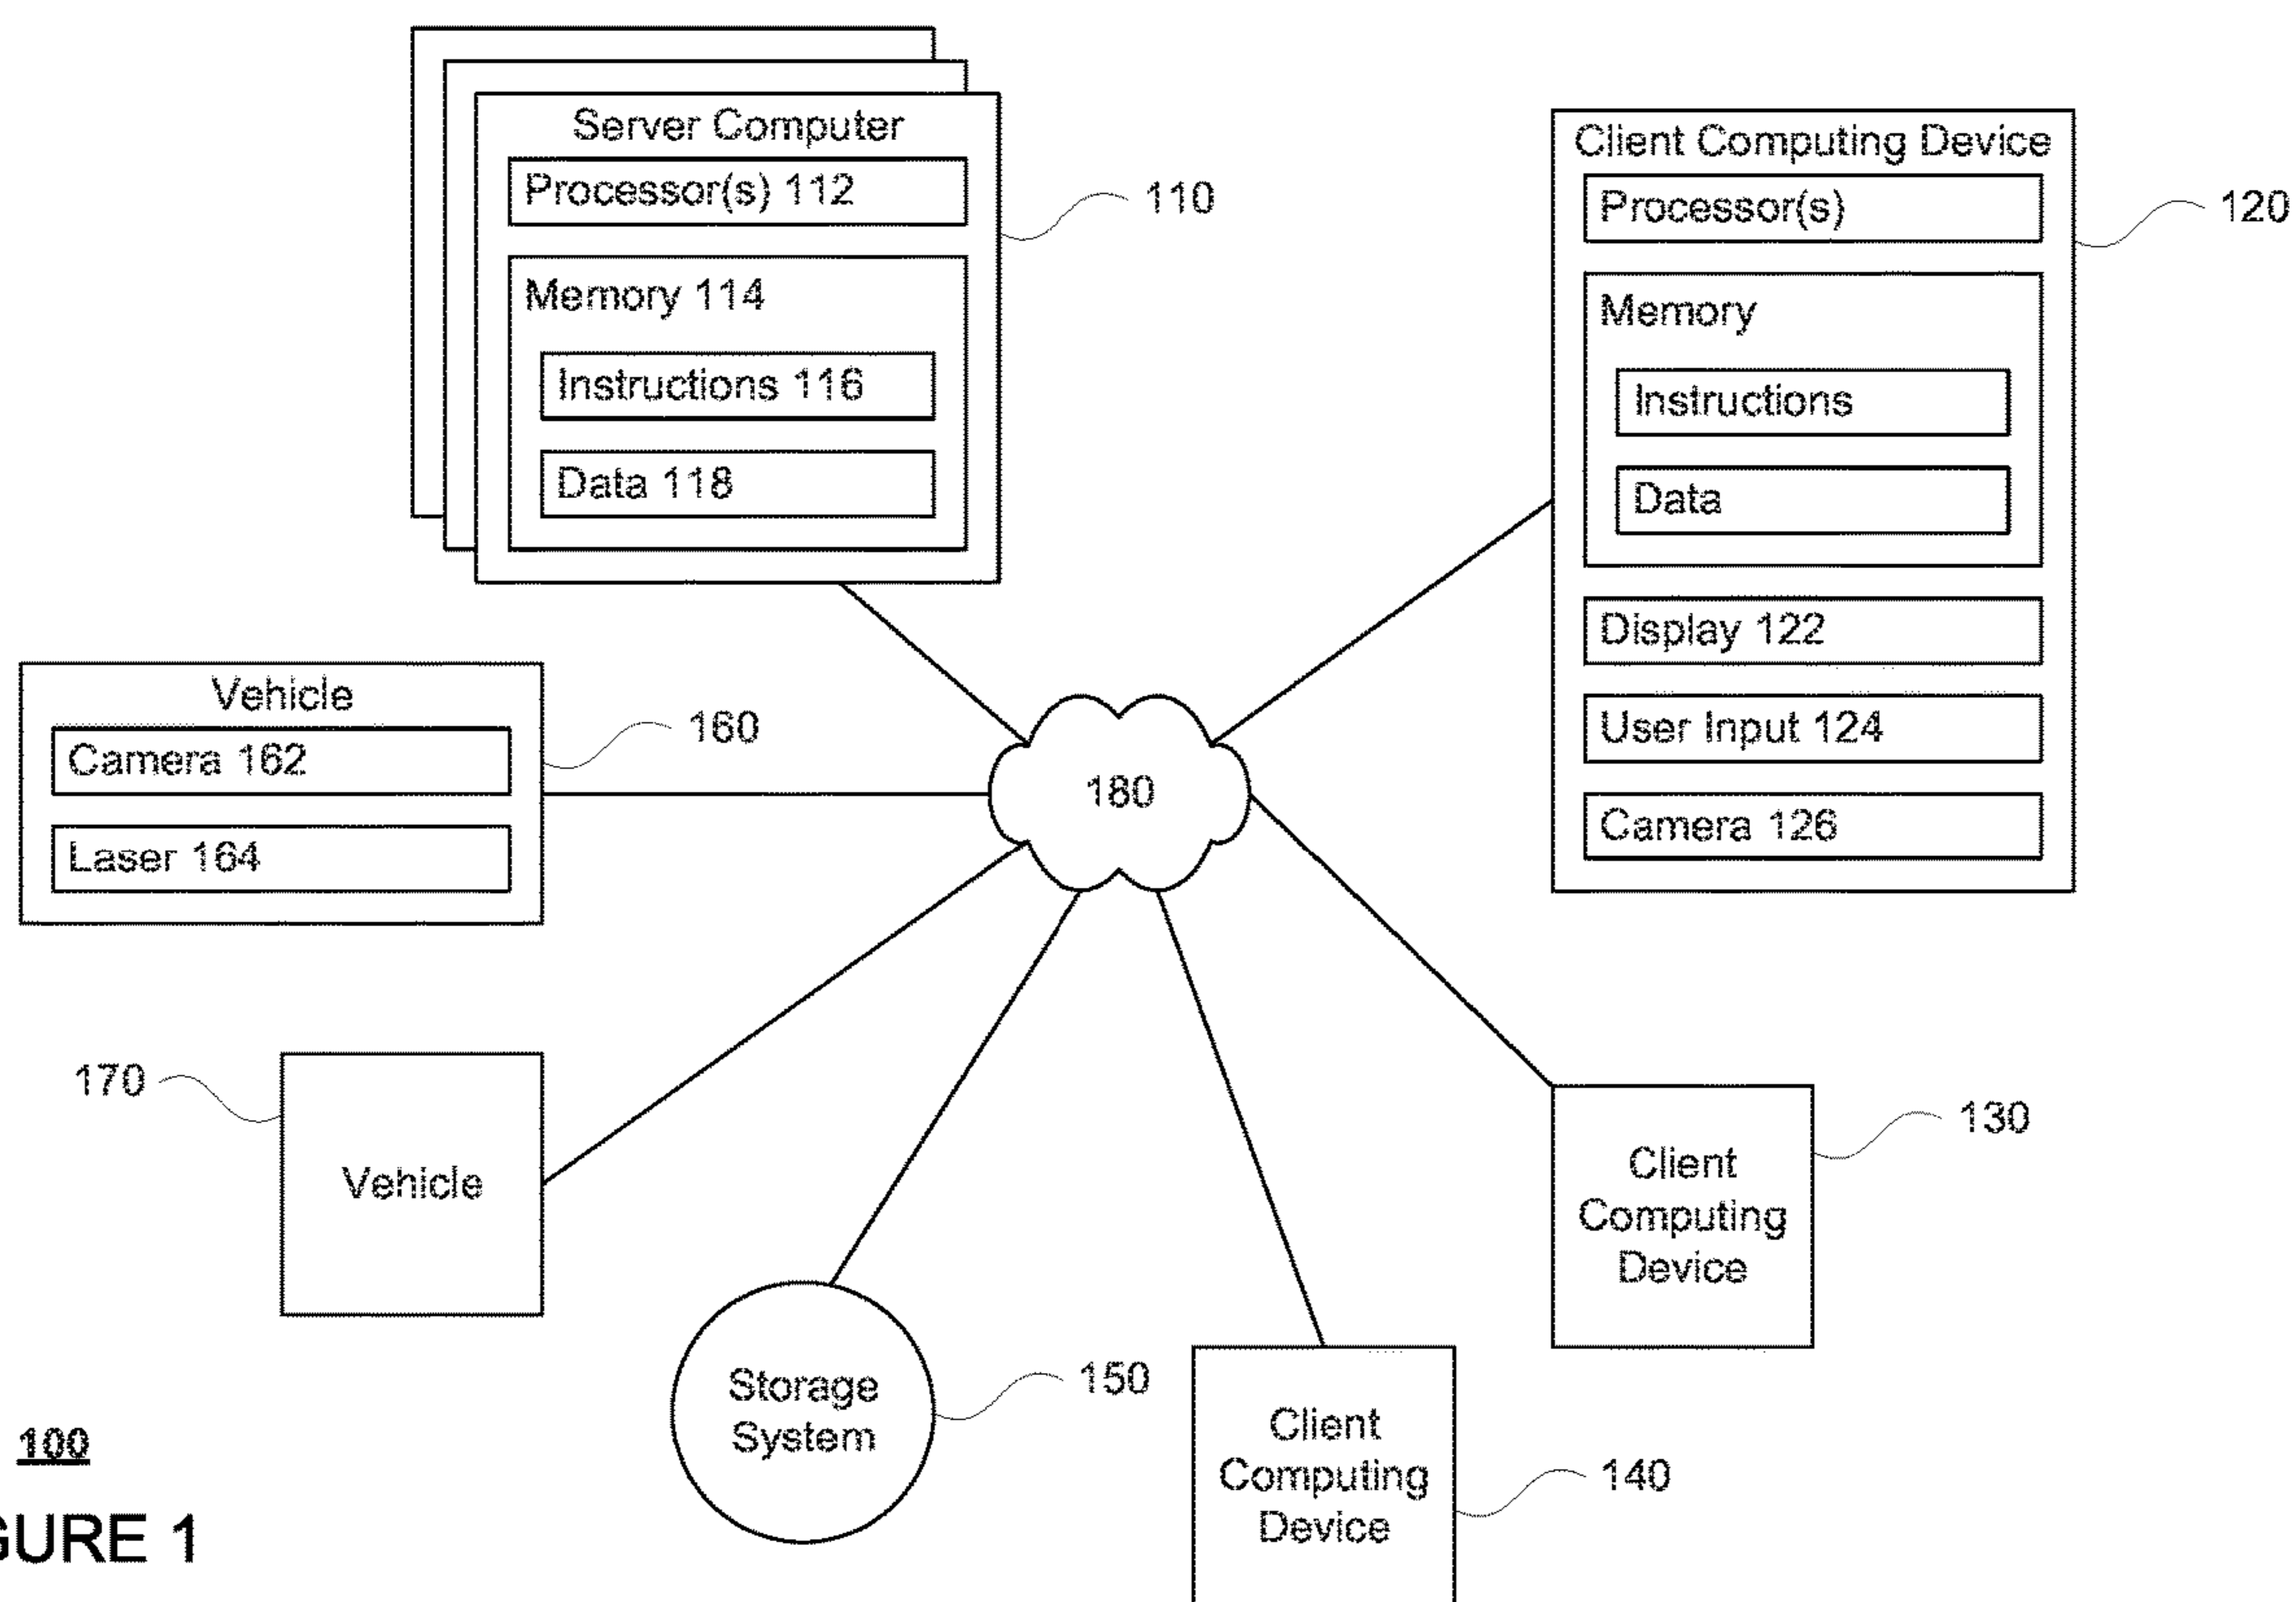 Server Computer
Processor(s) 112
Memory 114
Instructions 116
Data 118
110
Client Computing Device
Processor(s)
Memory
Instructions
Data
Display 122
User Input 124
Camera 126
120
Vehicle
Camera 162
Laser 164
160
180
170
Vehicle
Storage
System
150
Client
Computing
Device
140
Client
Computing
Device
130
100
GURE 1